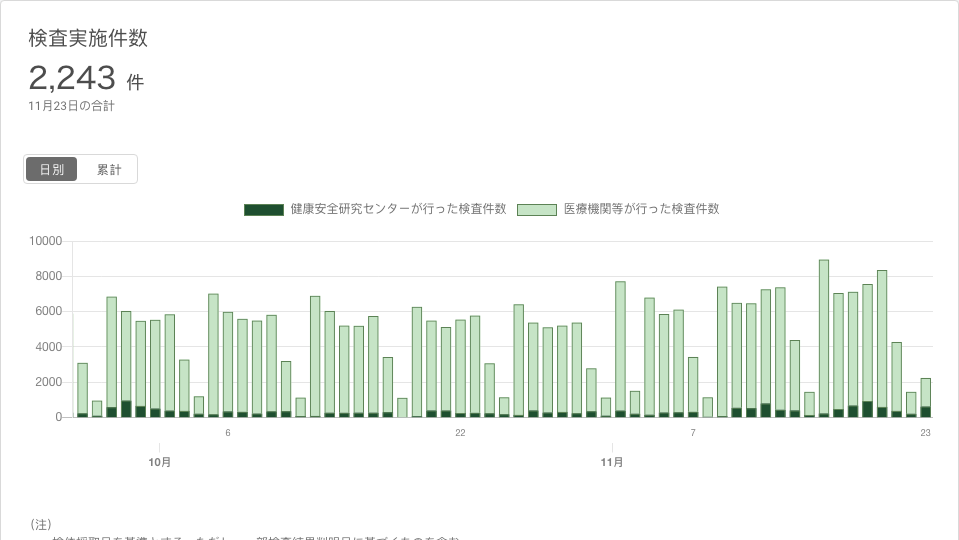 検査実施件数
2,243 件
11月23日の合計
日別 累計
健康安全研究センターが行った検査件数 医療機関等が行った検査件数
10000
8000
6000
4000
2000
0
6 22 7 23
10月 11月
(注)